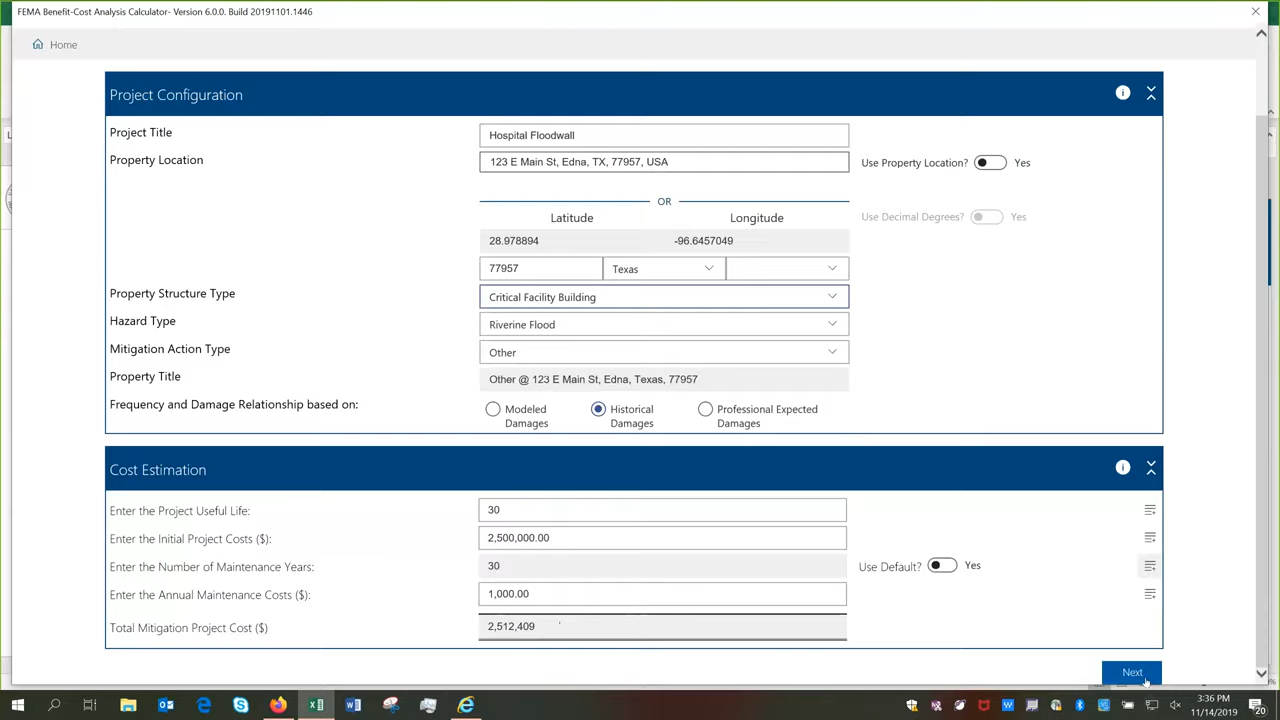 FEMA Benefit-Cost Analysis Calculator- Version 6.0.0. Build 20191101.1446
Home
Project Configuration
Project Title
Hospital Floodwall
Property Location
123 E Main St, Edna, TX, 77957, USA
Use Property Location? Yes
OR
Latitude Longitude
Use Decimal Degrees? Yes
28.978894 -96.6457049
77957 Texas
Property Structure Type
Critical Facility Building
Hazard Type
Riverine Flood
Mitigation Action Type
Other
Property Title
Other @ 123 E Main St, Edna, Texas, 77957
Frequency and Damage Relationship based on:
Modeled Damages
Historical Damages
Professional Expected Damages
Cost Estimation
Enter the Project Useful Life:
30
Enter the Initial Project Costs ($):
2,500,000.00
Enter the Number of Maintenance Years:
30
Use Default? Yes
Enter the Annual Maintenance Costs ($):
1,000.00
Total Mitigation Project Cost ($)
2,512,409
Next
3:36 PM
11/14/2019
20